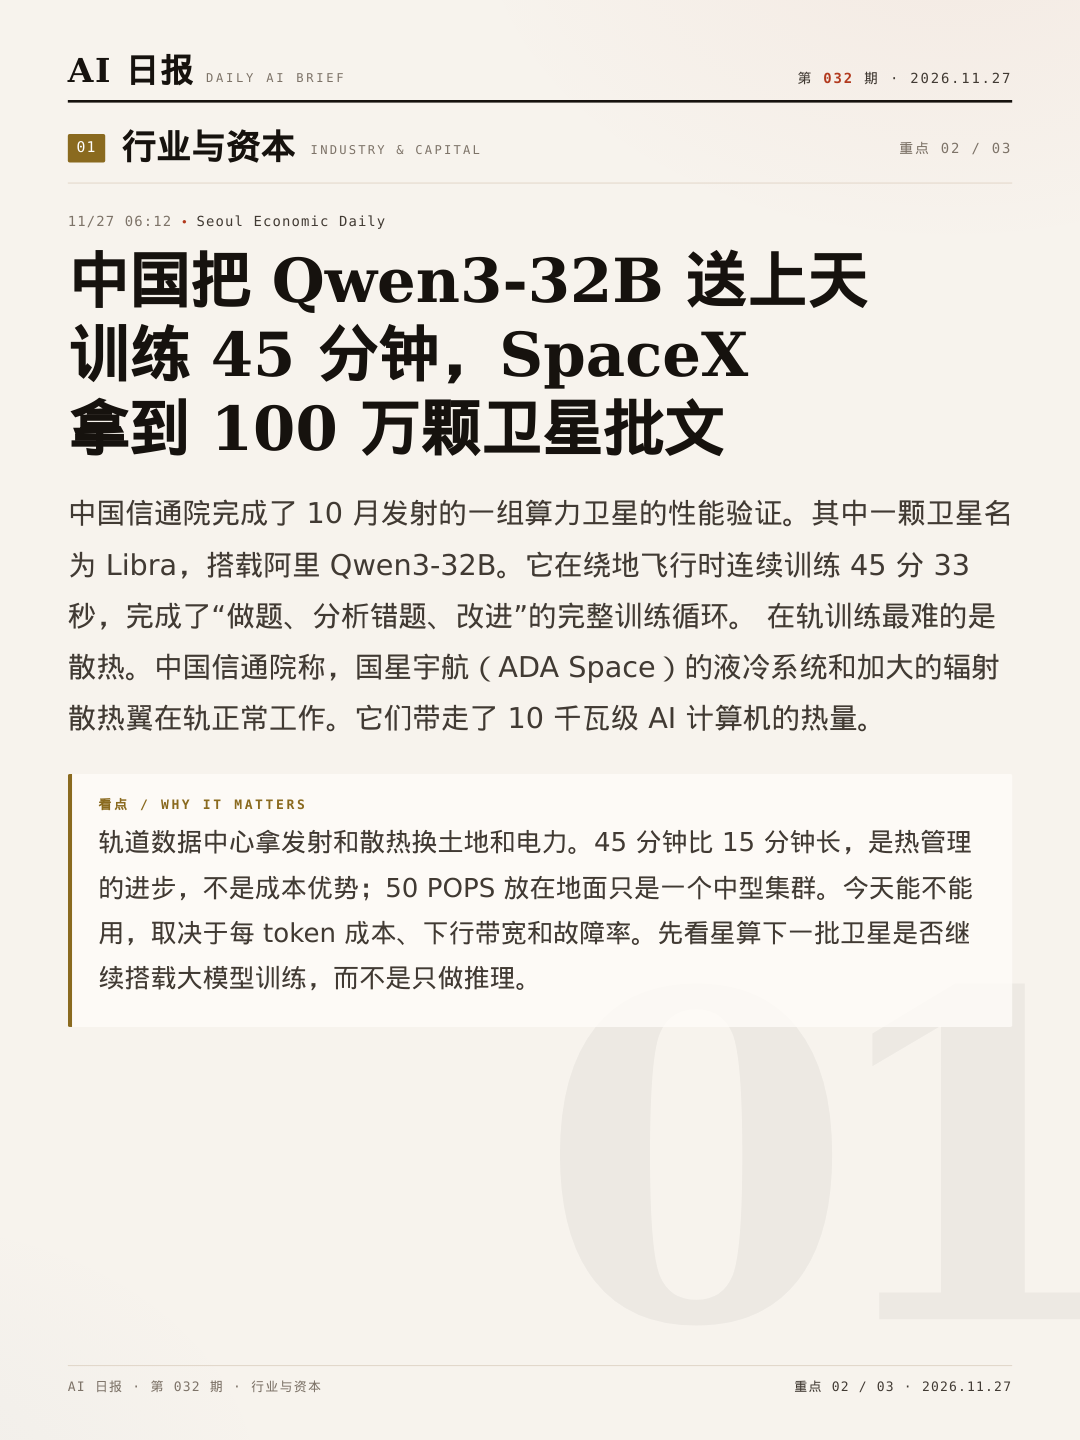 AI 日报 DAILY AI BRIEF
第 032 期 · 2026.11.27
01 行业与资本 INDUSTRY & CAPITAL
重点 02 / 03
11/27 06:12 • Seoul Economic Daily
中国把 Qwen3-32B 送上天
训练 45 分钟，SpaceX
拿到 100 万颗卫星批文
中国信通院完成了 10 月发射的一组算力卫星的性能验证。其中一颗卫星名
为 Libra，搭载阿里 Qwen3-32B。它在绕地飞行时连续训练 45 分 33
秒，完成了“做题、分析错题、改进”的完整训练循环。 在轨训练最难的是
散热。中国信通院称，国星宇航（ADA Space）的液冷系统和加大的辐射
散热翼在轨正常工作。它们带走了 10 千瓦级 AI 计算机的热量。
看点 / WHY IT MATTERS
轨道数据中心拿发射和散热换土地和电力。45 分钟比 15 分钟长，是热管理
的进步，不是成本优势；50 POPS 放在地面只是一个中型集群。今天能不能
用，取决于每 token 成本、下行带宽和故障率。先看星算下一批卫星是否继
续搭载大模型训练，而不是只做推理。
01
AI 日报 · 第 032 期 · 行业与资本
重点 02 / 03 · 2026.11.27